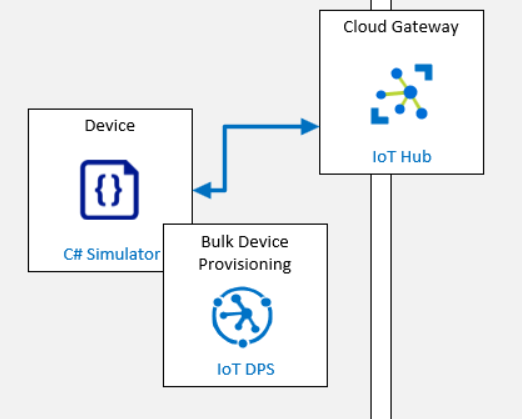 Cloud Gateway
IoT Hub
Device
{}
C# Simulator
Bulk Device
Provisioning
IoT DPS